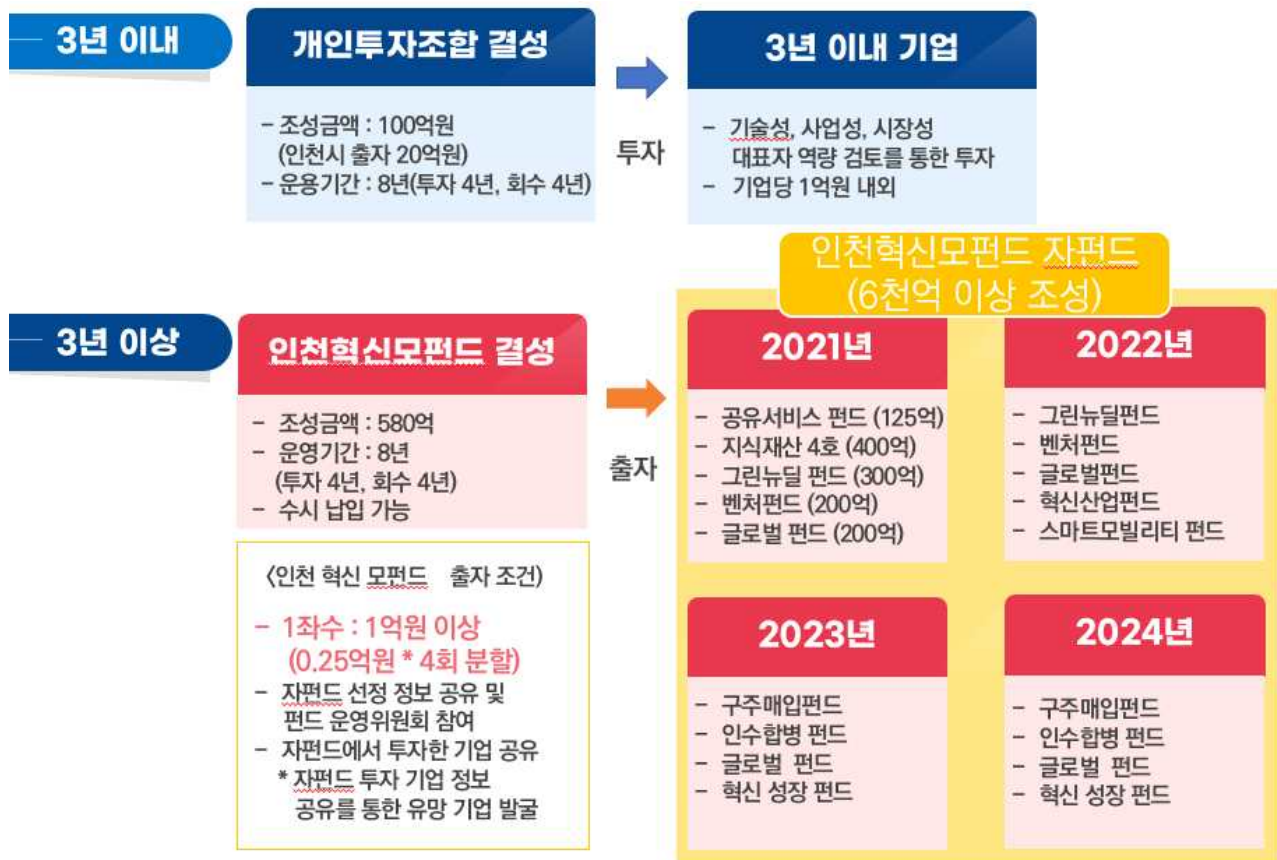 3년 이내
개인투자조합 결성
- 조성금액 : 100억원
(인천시 출자 20억원)
- 운용기간 : 8년(투자 4년, 회수 4년)
투자
3년 이내 기업
- 기술성, 사업성, 시장성
대표자 역량 검토를 통한 투자
- 기업당 1억원 내외
3년 이상
인천혁신모펀드 결성
- 조성금액 : 580억
- 운영기간 : 8년
(투자 4년, 회수 4년)
- 수시 납입 가능
<인천 혁신 모펀드 출자 조건)
- 1좌수 : 1억원 이상
(0.25억원 * 4회 분할)
- 자펀드 선정 정보 공유 및
펀드 운영위원회 참여
- 자펀드에서 투자한 기업 공유
* 자펀드 투자 기업 정보
공유를 통한 유망 기업 발굴
출자
인천혁신모펀드 자펀드
(6천억 이상 조성)
2021년
- 공유서비스 펀드 (125억)
- 지식재산 4호 (400억)
- 그린뉴딜 펀드 (300억)
- 벤처펀드 (200억)
- 글로벌 펀드 (200억)
2022년
- 그린뉴딜펀드
- 벤처펀드
- 글로벌펀드
- 혁신산업펀드
- 스마트모빌리티 펀드
2023년
- 구주매입펀드
- 인수합병 펀드
- 글로벌 펀드
- 혁신 성장 펀드
2024년
- 구주매입펀드
- 인수합병 펀드
- 글로벌 펀드
- 혁신 성장 펀드